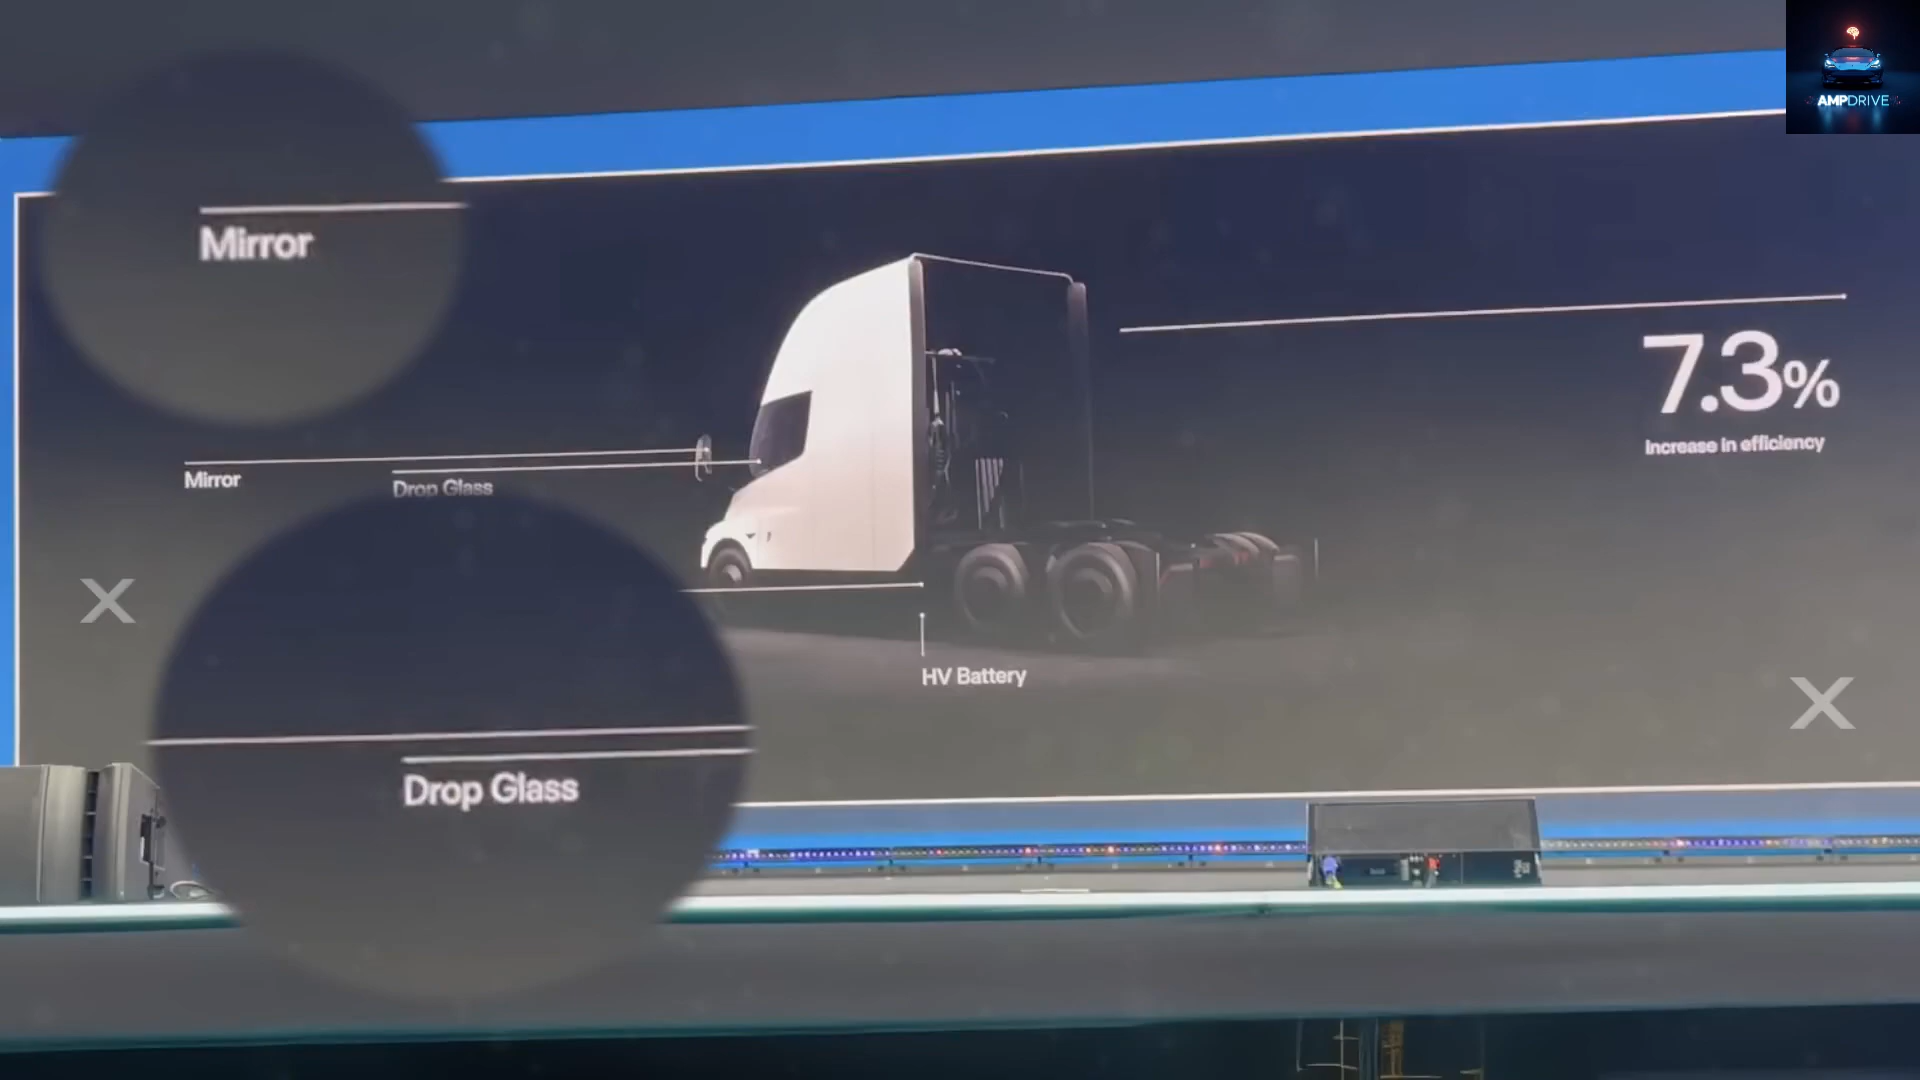 AMPDRIVE
Mirror
7.3%
Increase in efficiency
Mirror
Drop Glass
HV Battery
Drop Glass